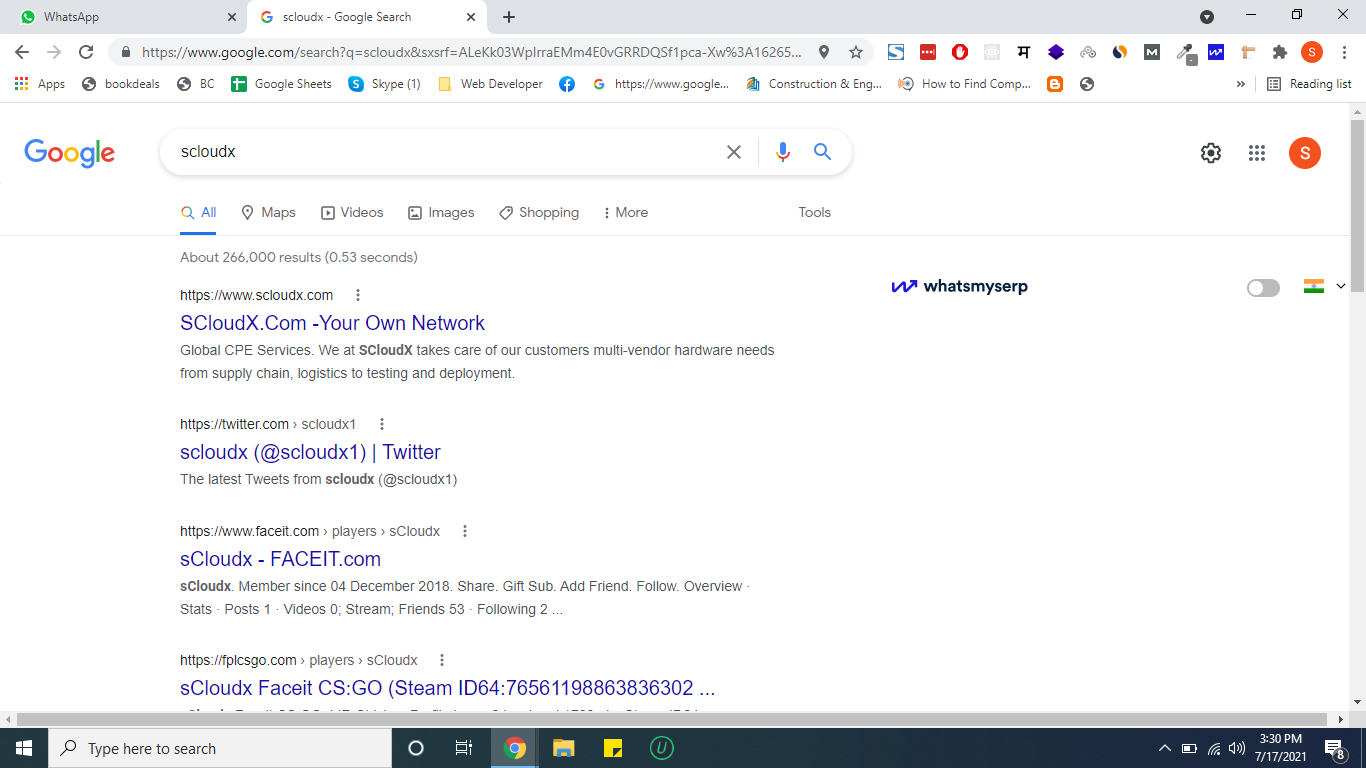 WhatsApp
scloudx - Google Search
https://www.google.com/search?q=scloudx&sxsrf=ALeKk03WpIrraEMm4E0vGRRDQSf1pca-Xw%3A16265...
S
Apps
bookdeals
BC
Google Sheets
Skype (1)
Web Developer
https://www.google...
Construction & Eng...
How to Find Comp...
»
Reading list
Google
scloudx
S
All
Maps
Videos
Images
Shopping
More
Tools
About 266,000 results (0.53 seconds)
https://www.scloudx.com
whatsmyserp
SCloudX.Com -Your Own Network
Global CPE Services. We at SCloudX takes care of our customers multi-vendor hardware needs
from supply chain, logistics to testing and deployment.
https://twitter.com › scloudx1
scloudx (@scloudx1) | Twitter
The latest Tweets from scloudx (@scloudx1)
https://www.faceit.com › players › sCloudx
sCloudx - FACEIT.com
sCloudx. Member since 04 December 2018. Share. Gift Sub. Add Friend. Follow. Overview ·
Stats · Posts 1 · Videos 0; Stream; Friends 53 · Following 2 ...
https://fplcsgo.com › players › sCloudx
sCloudx Faceit CS:GO (Steam ID64:76561198863836302 ...
Type here to search
3:30 PM
7/17/2021
8